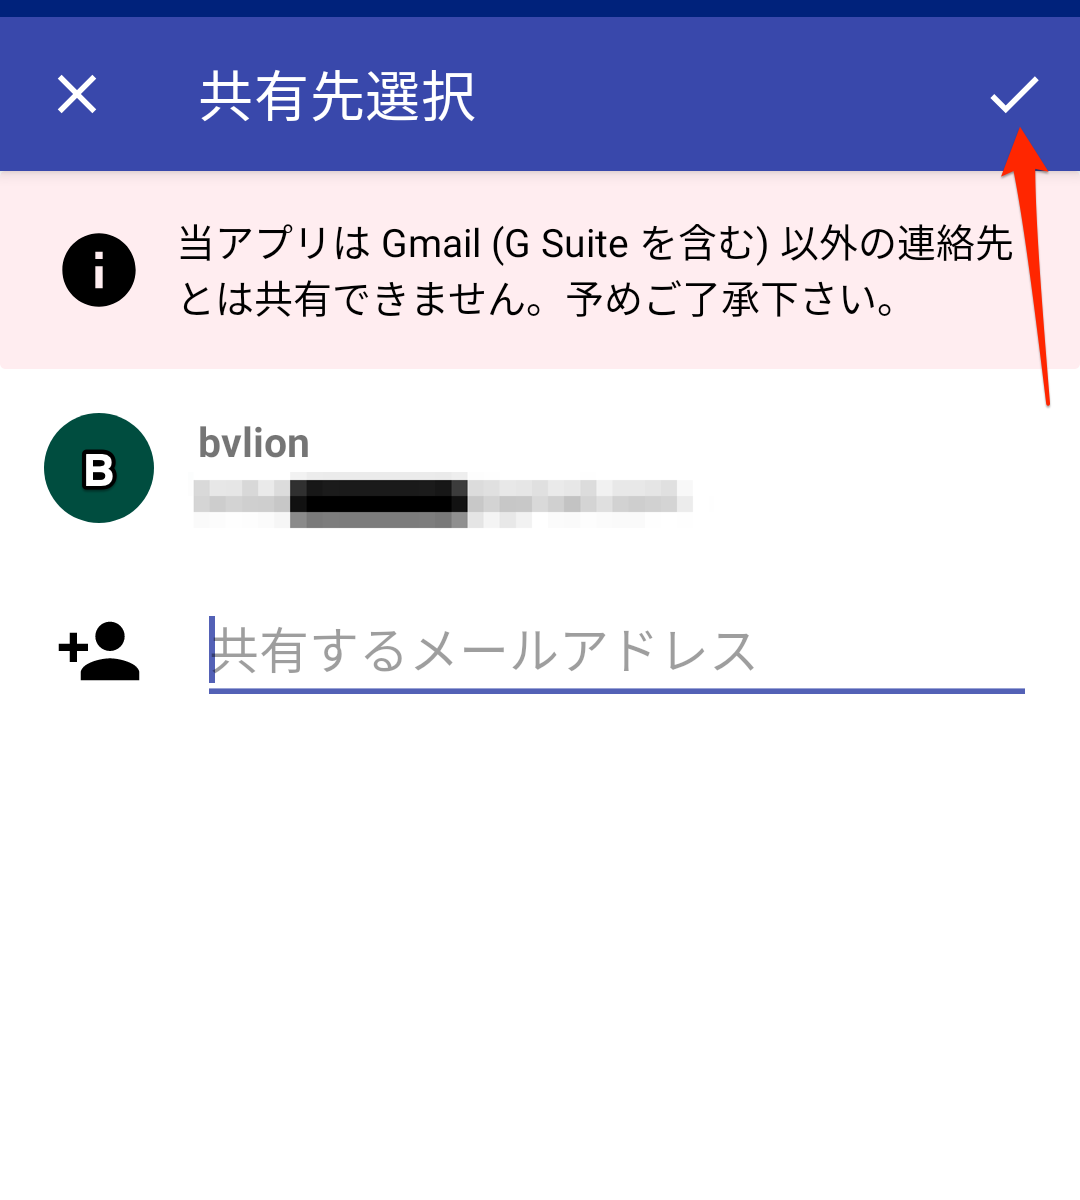 共有先選択
当アプリは Gmail (G Suite を含む) 以外の連絡先
とは共有できません。予めご了承下さい。
B
bvlion
共有するメールアドレス